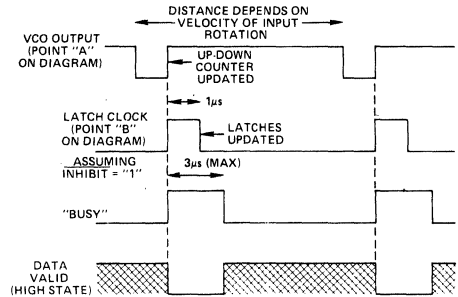 DISTANCE DEPENDS ON
VELOCITY OF INPUT
ROTATION
VCO OUTPUT
(POINT "A"
ON DIAGRAM)
UP-DOWN
COUNTER
UPDATED
1μs
LATCH CLOCK
(POINT "B"
ON DIAGRAM)
LATCHES
UPDATED
ASSUMING
INHIBIT = "1"
3μs (MAX)
"BUSY"
DATA
VALID
(HIGH STATE)